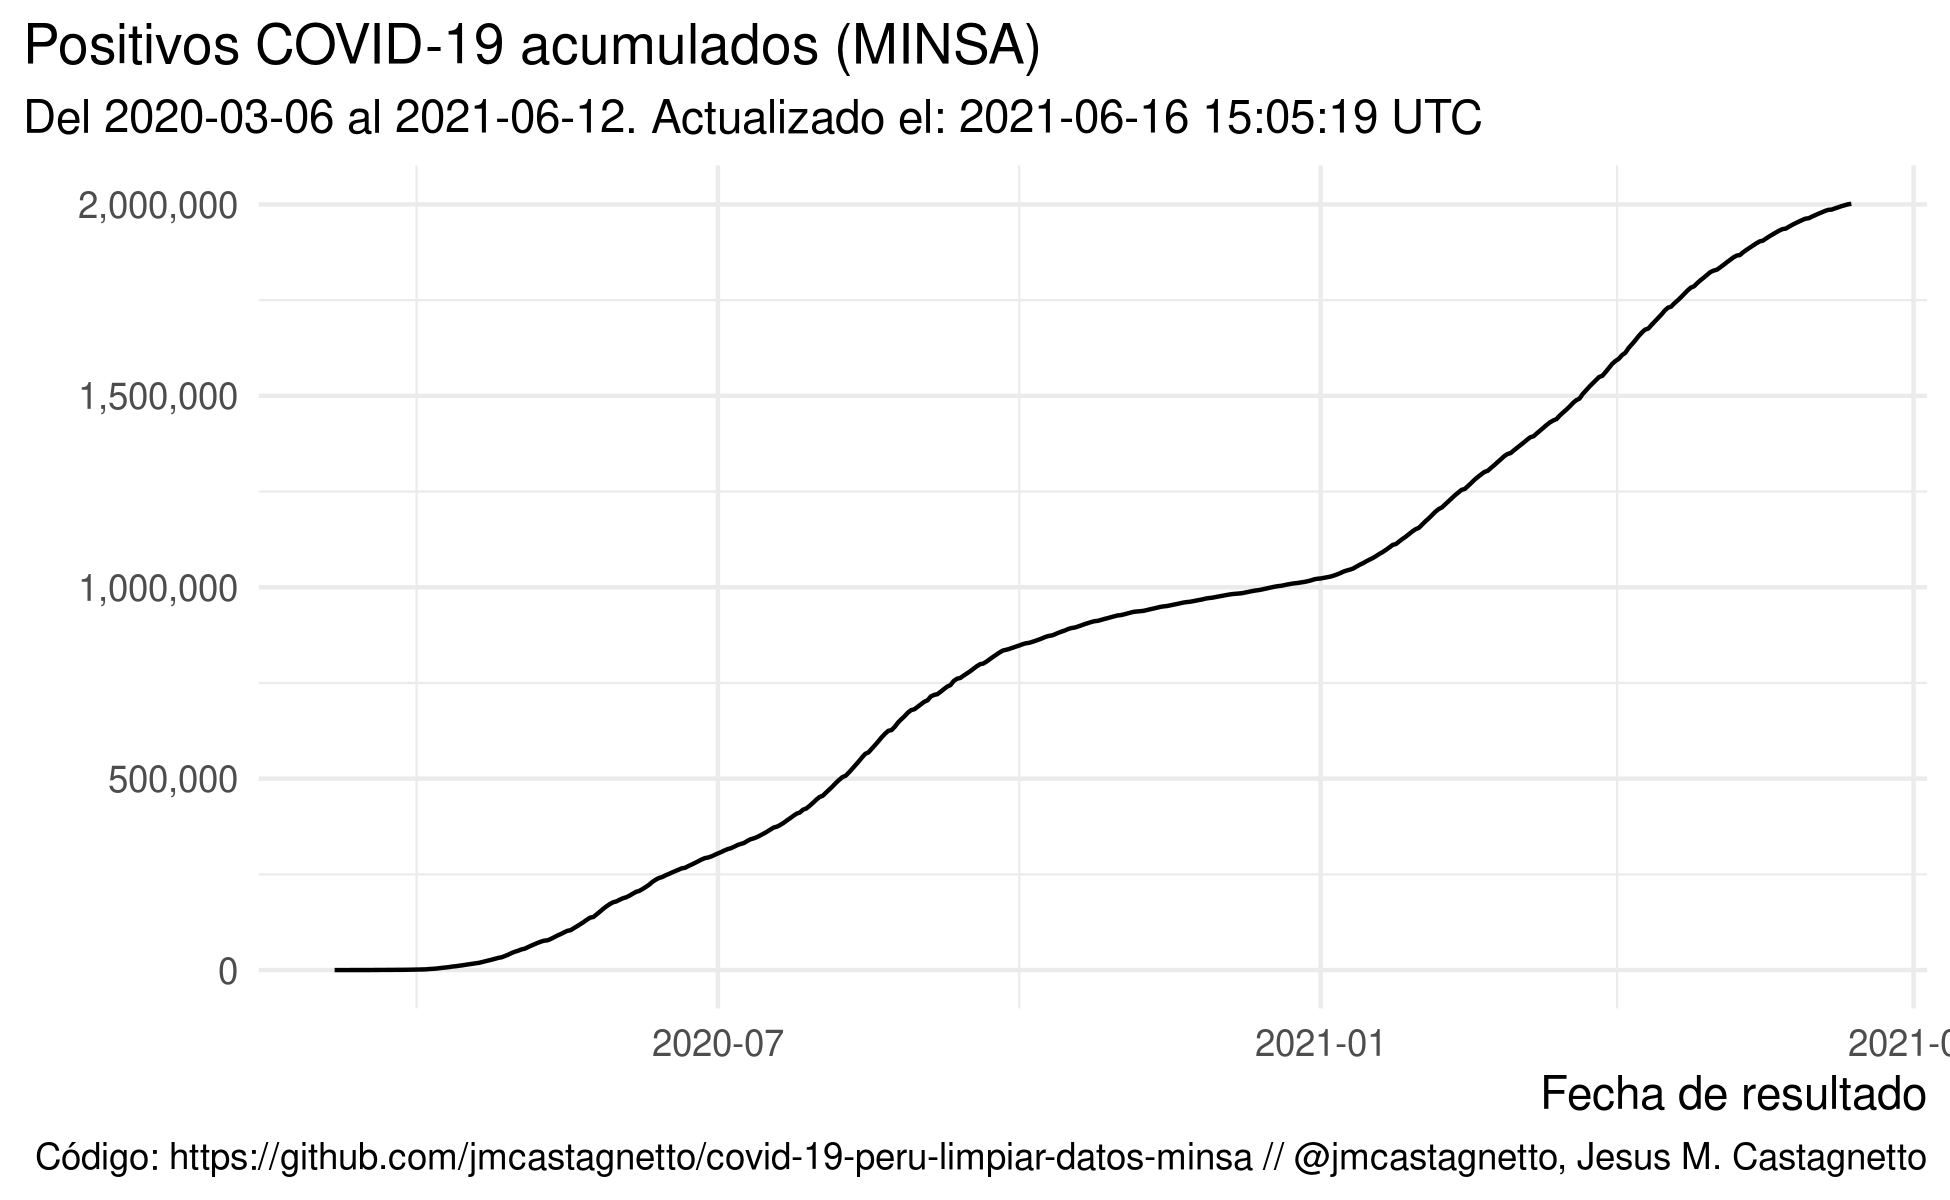 Positivos COVID-19 acumulados (MINSA)
Del 2020-03-06 al 2021-06-12. Actualizado el: 2021-06-16 15:05:19 UTC
2,000,000
1,500,000
1,000,000
500,000
0
2020-07
2021-01
2021-0
Fecha de resultado
Código: https://github.com/jmcastagnetto/covid-19-peru-limpiar-datos-minsa // @jmcastagnetto, Jesus M. Castagnetto